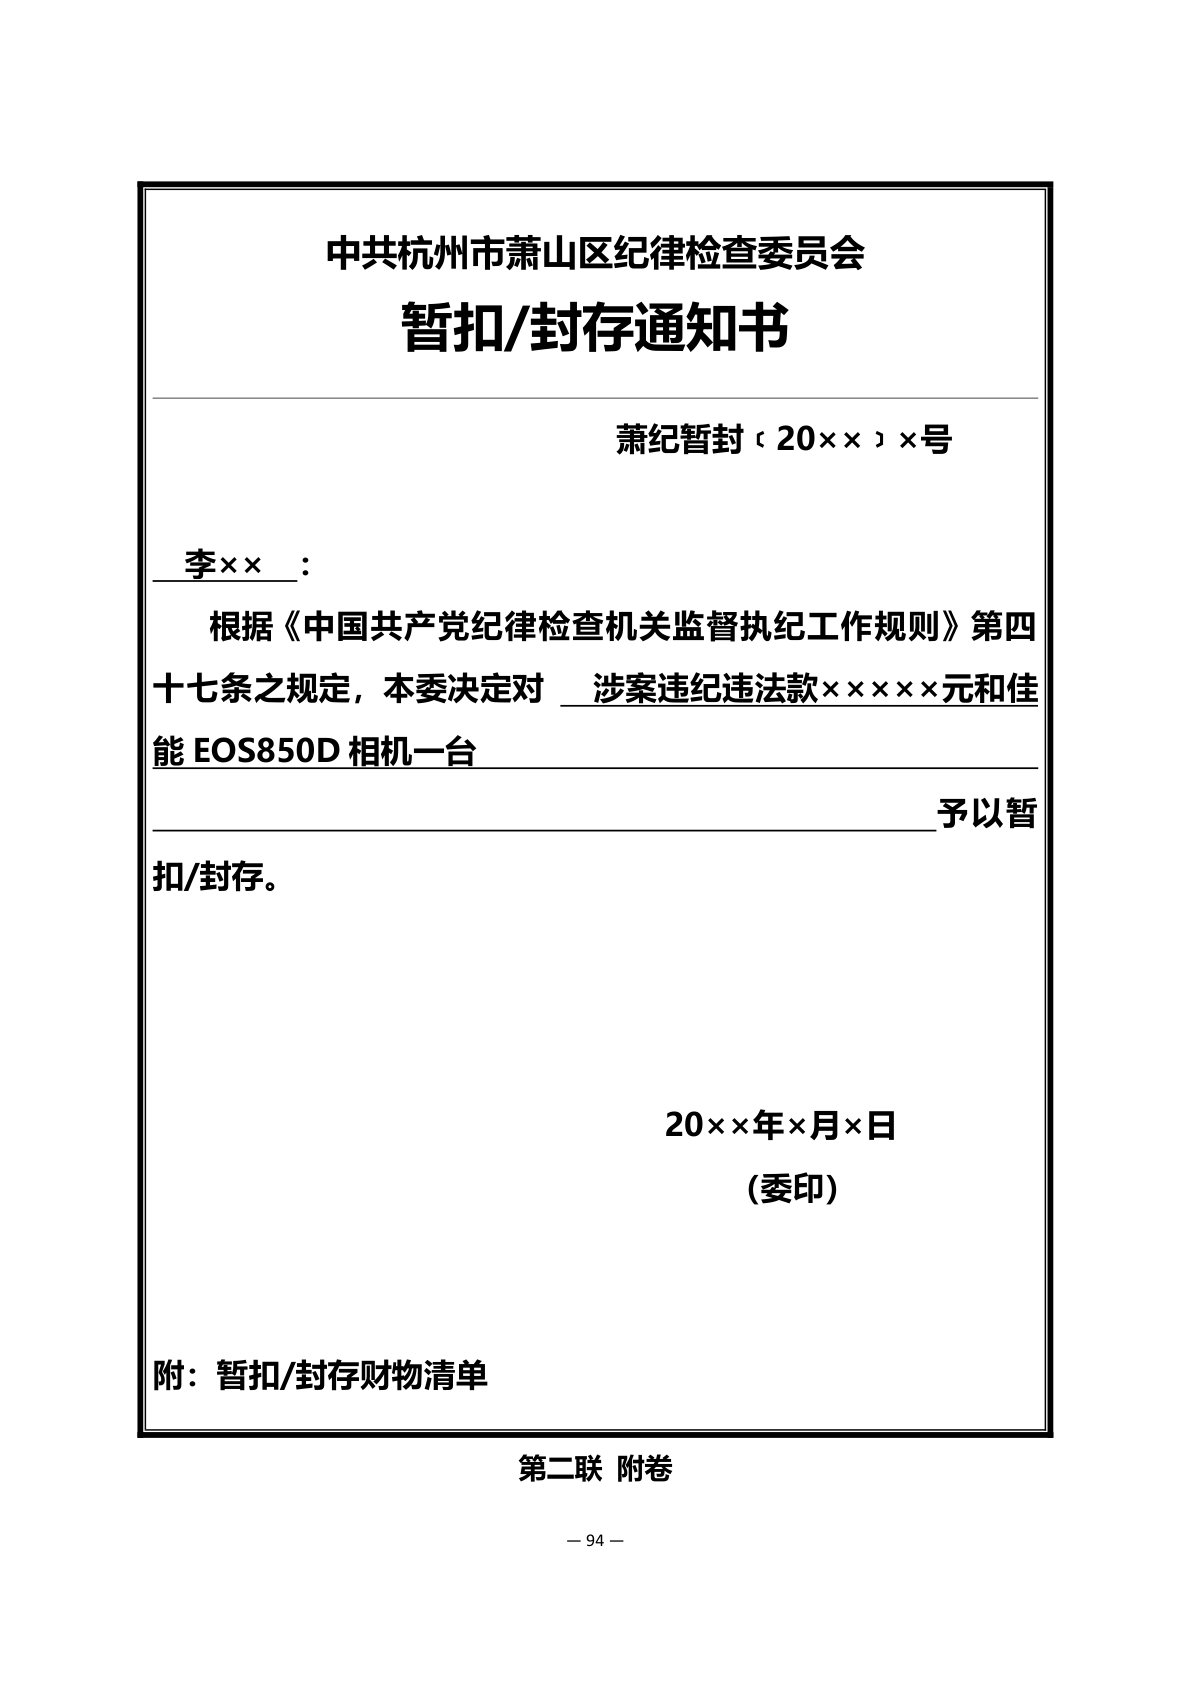 中共杭州市萧山区纪律检查委员会
暂扣/封存通知书
萧纪暂封﹝20××﹞×号
李×× ：
根据《中国共产党纪律检查机关监督执纪工作规则》第四
十七条之规定，本委决定对 涉案违纪违法款×××××元和佳
能 EOS850D 相机一台
予以暂
扣/封存。
20××年×月×日
（委印）
附：暂扣/封存财物清单
第二联 附卷
— 94 —